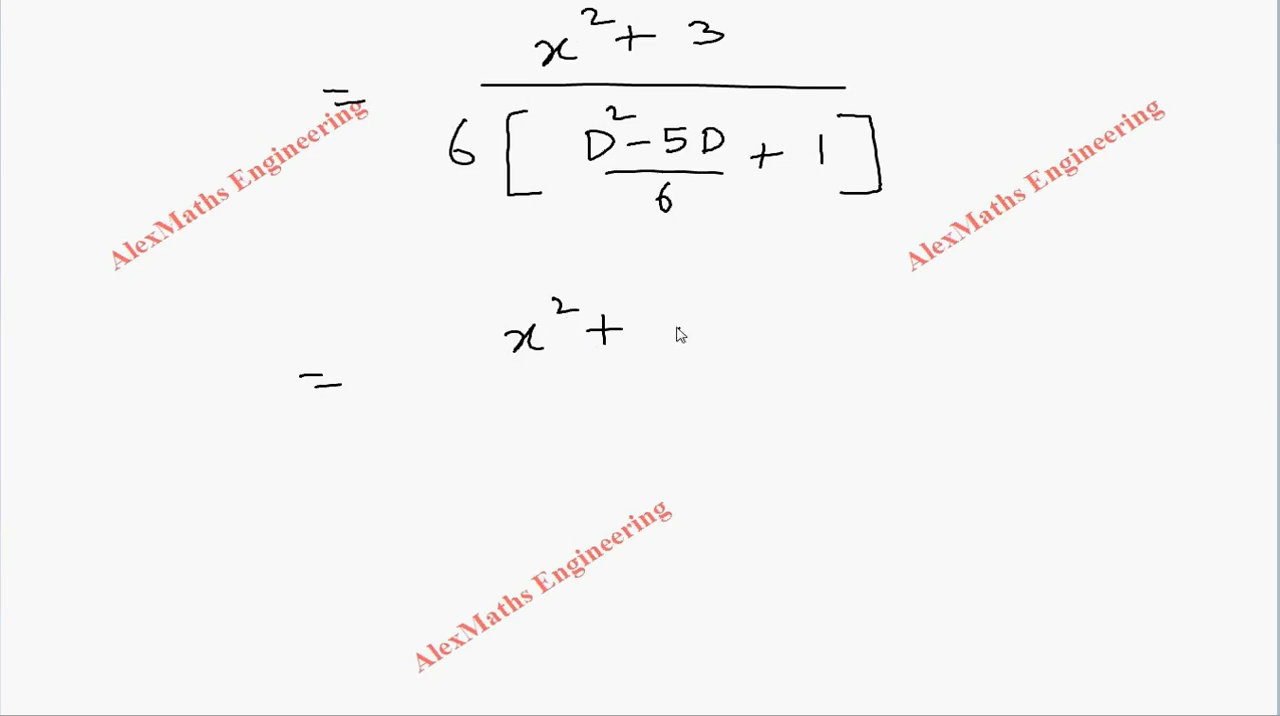 x² + 3
=
6 [ D² - 5D / 6 + 1 ]
AlexMaths Engineering
AlexMaths Engineering
x² +
=
AlexMaths Engineering